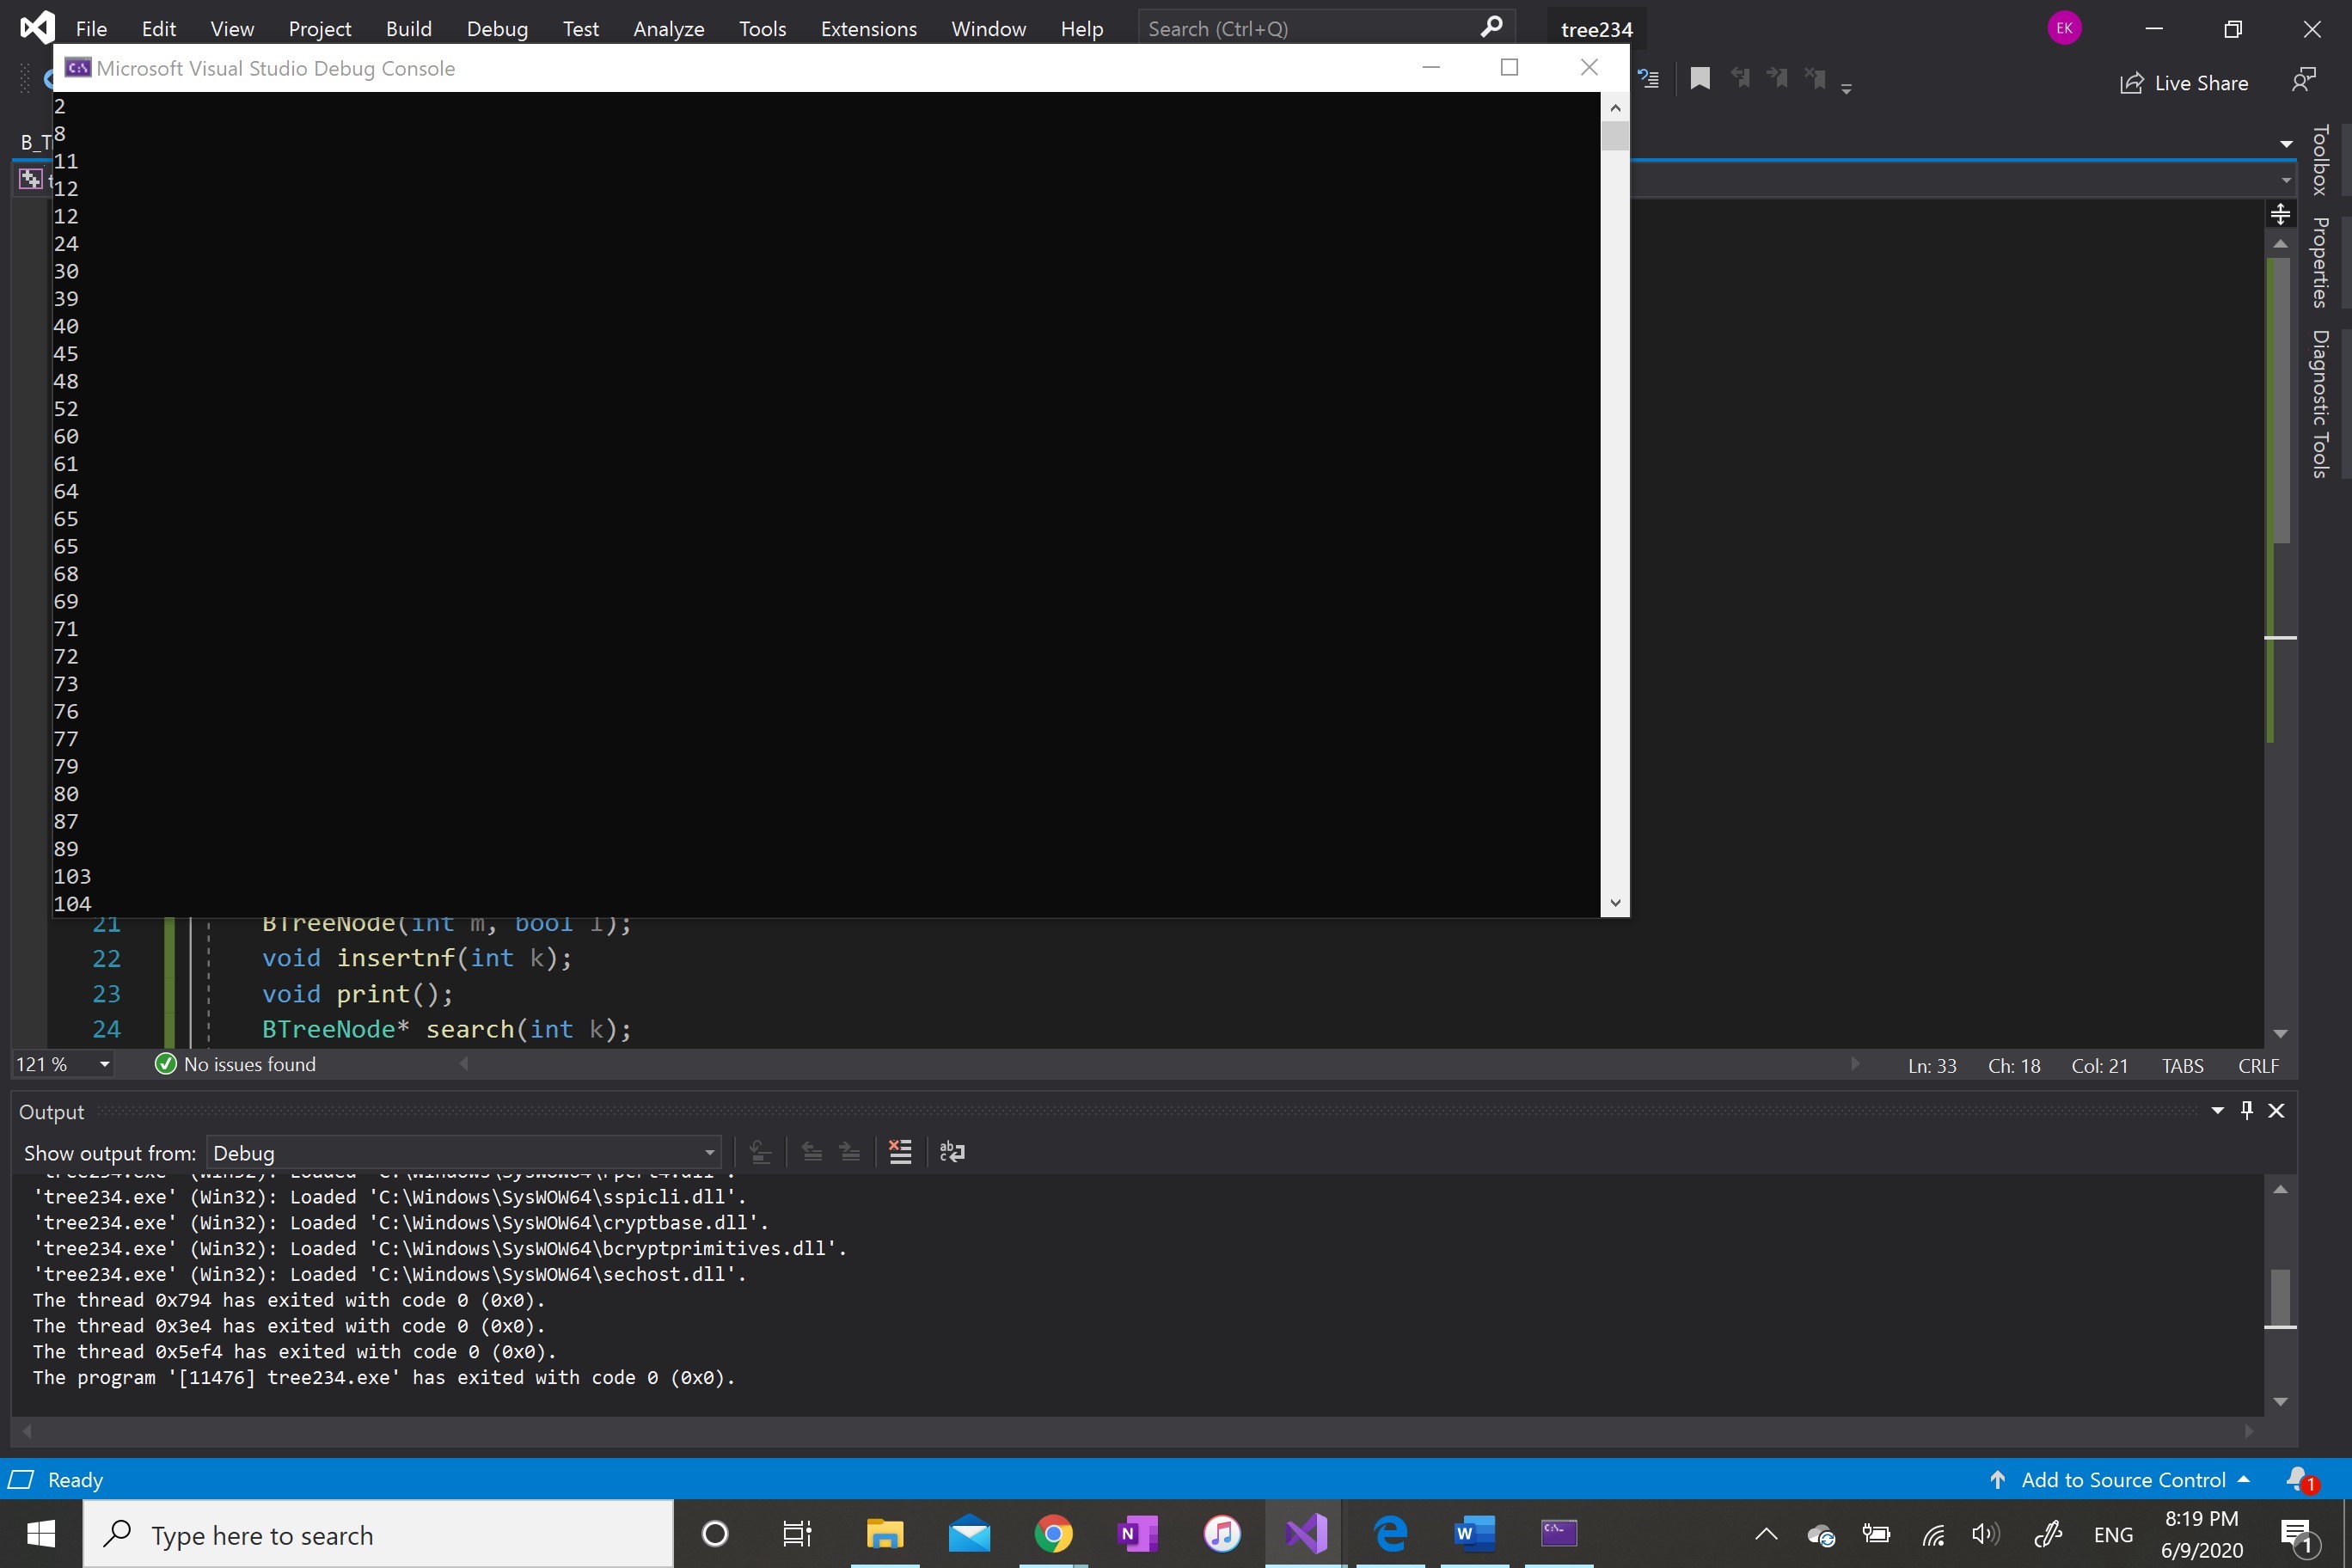 File Edit View Project Build Debug Test Analyze Tools Extensions Window Help Search (Ctrl+Q) tree234 EK
Microsoft Visual Studio Debug Console
Live Share
2
8
11
12
12
24
30
39
40
45
48
52
60
61
64
65
65
68
69
71
72
73
76
77
79
80
87
89
103
104
Toolbox
Properties
Diagnostic Tools
21 BTreeNode(int m, bool l);
22 void insertnf(int k);
23 void print();
24 BTreeNode* search(int k);
121 % No issues found Ln: 33 Ch: 18 Col: 21 TABS CRLF
Output
Show output from: Debug
'tree234.exe' (Win32): Loaded 'C:\Windows\SysWOW64\rpcrt4.dll'.
'tree234.exe' (Win32): Loaded 'C:\Windows\SysWOW64\sspicli.dll'.
'tree234.exe' (Win32): Loaded 'C:\Windows\SysWOW64\cryptbase.dll'.
'tree234.exe' (Win32): Loaded 'C:\Windows\SysWOW64\bcryptprimitives.dll'.
'tree234.exe' (Win32): Loaded 'C:\Windows\SysWOW64\sechost.dll'.
The thread 0x794 has exited with code 0 (0x0).
The thread 0x3e4 has exited with code 0 (0x0).
The thread 0x5ef4 has exited with code 0 (0x0).
The program '[11476] tree234.exe' has exited with code 0 (0x0).
Ready Add to Source Control 1
Type here to search ENG 8:19 PM
6/9/2020 1